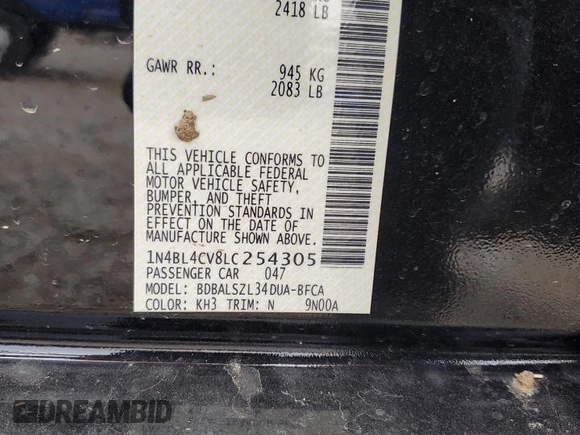 2418 LB
GAWR RR.: 945 KG
2083 LB
THIS VEHICLE CONFORMS TO
ALL APPLICABLE FEDERAL
MOTOR VEHICLE SAFETY,
BUMPER, AND THEFT
PREVENTION STANDARDS IN
EFFECT ON THE DATE OF
MANUFACTURE SHOWN ABOVE.
1N4BL4CV8LC254305
PASSENGER CAR 047
MODEL: BDBALSZL34DUA-BFCA
COLOR: KH3 TRIM: N 9N00A
DREAMBID